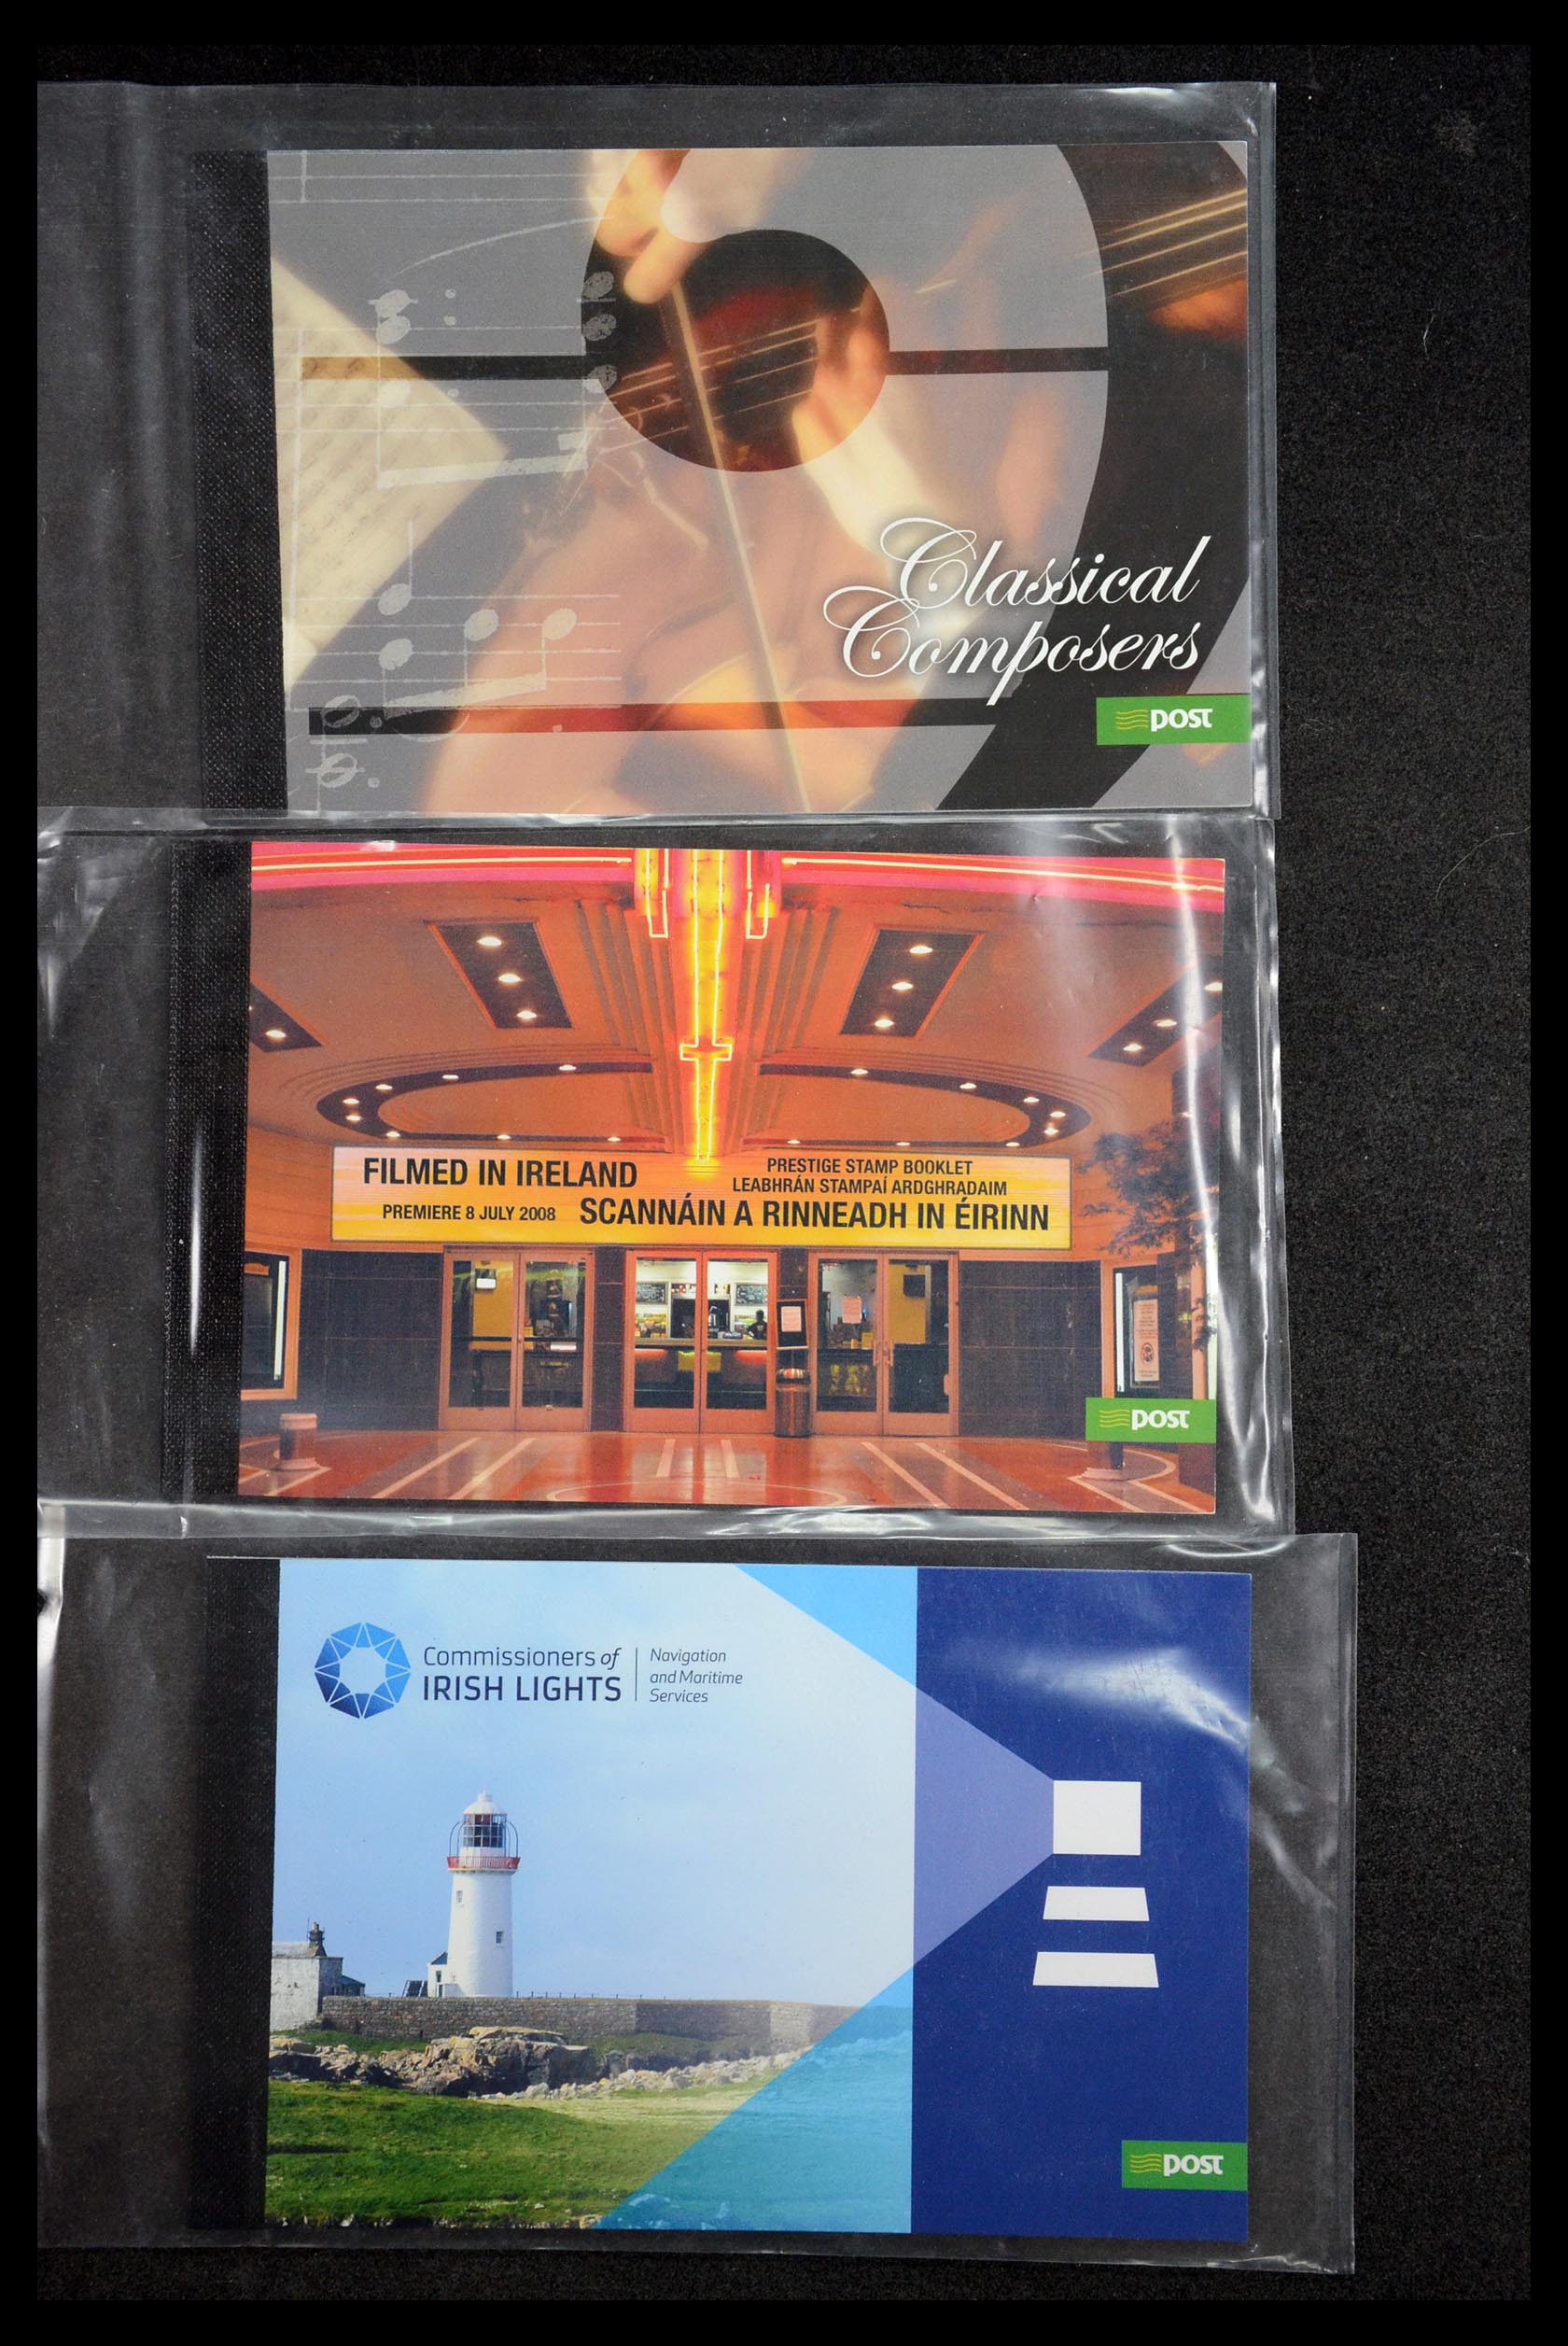 Classical
Composers
post
FILMED IN IRELAND
PREMIERE 8 JULY 2008
PRESTIGE STAMP BOOKLET
LEABHRÁN STAMPAÍ ARDGHRADAIM
SCANNÁIN A RINNEADH IN ÉIRINN
post
Commissioners of
IRISH LIGHTS
Navigation
and Maritime
Services
post